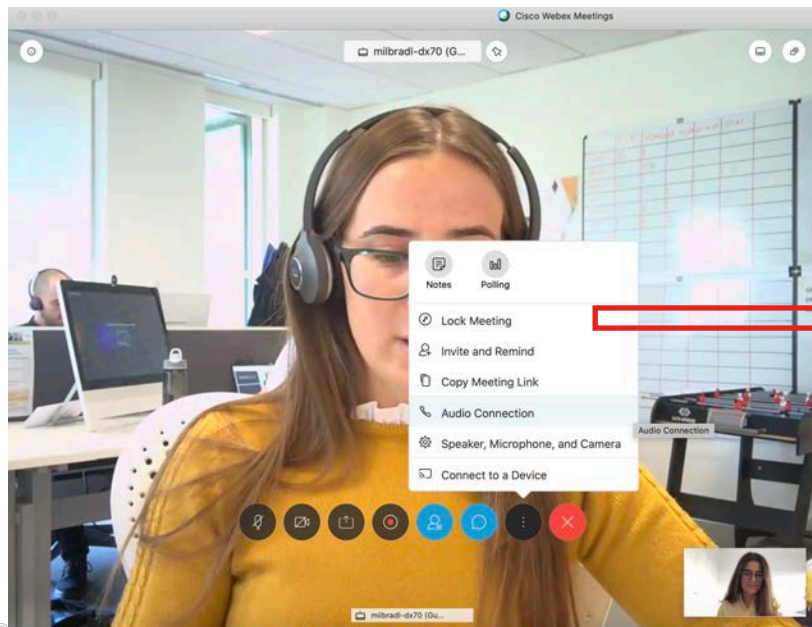 Cisco Webex Meetings
milbradl-dx70 (G...
Notes
Polling
Lock Meeting
Invite and Remind
Copy Meeting Link
Audio Connection
Audio Connection
Speaker, Microphone, and Camera
Connect to a Device
milbradl-dx70 (Gu...